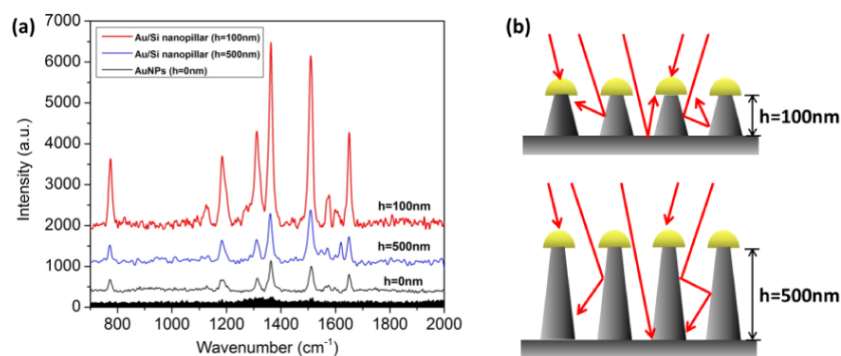 (a)
7000
6000
5000
4000
3000
2000
1000
0
Intensity (a.u.)
Au/Si nanopillar (h=100nm)
Au/Si nanopillar (h=500nm)
AuNPs (h=0nm)
h=100nm
h=500nm
h=0nm
800 1000 1200 1400 1600 1800 2000
Wavenumber (cm⁻¹)
(b)
h=100nm
h=500nm